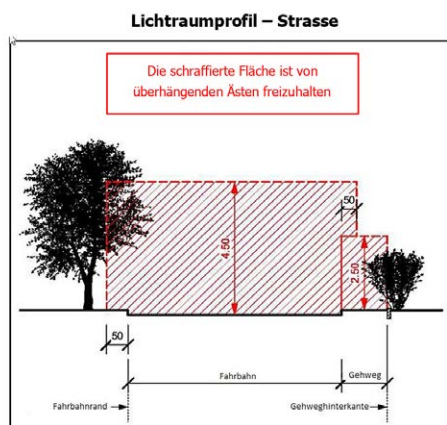 Lichtraumprofil – Strasse
Die schraffierte Fläche ist von
überhängenden Ästen freizuhalten
50
4.50
2.50
50
Fahrbahn
Gehweg
Fahrbahnrand
Gehweghinterkante